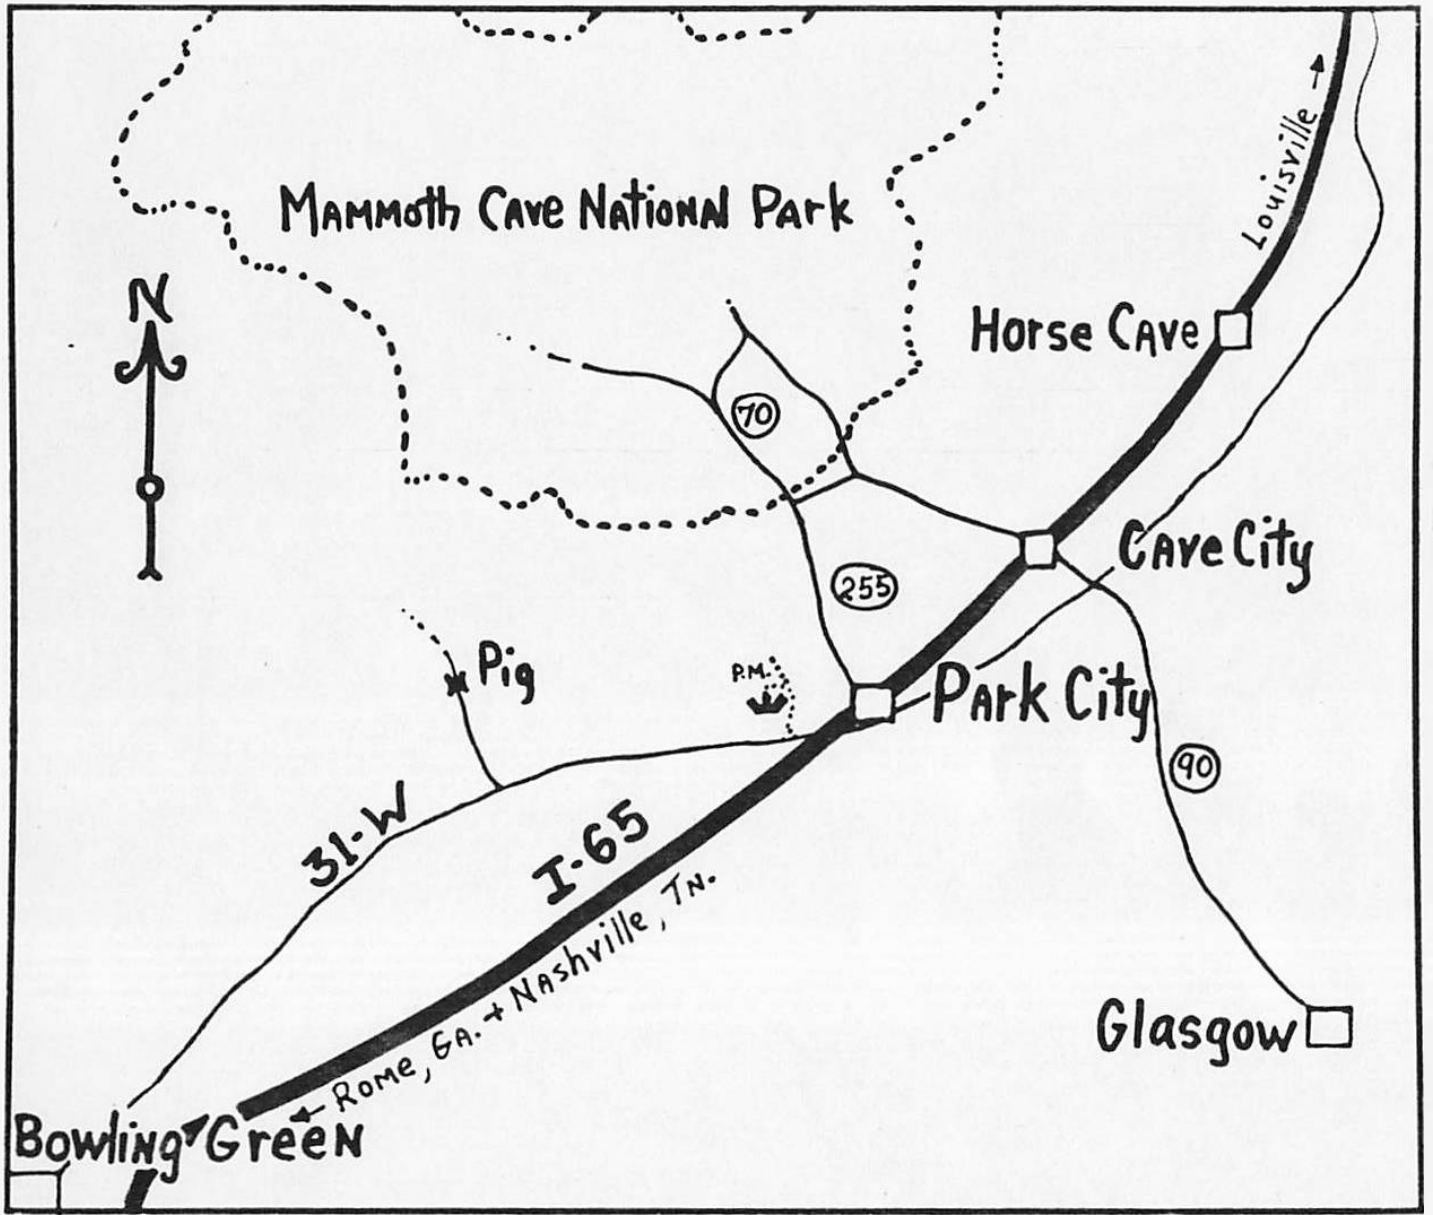 Louisville →
MAMMoth CAve NATioNAl PArk
N
Horse CAve
70
CAve City
255
Pig
P.M.
PArk City
90
31-W
I-65
← Rome, GA. + NAshville, TN.
Glasgow
BowliNg GreeN